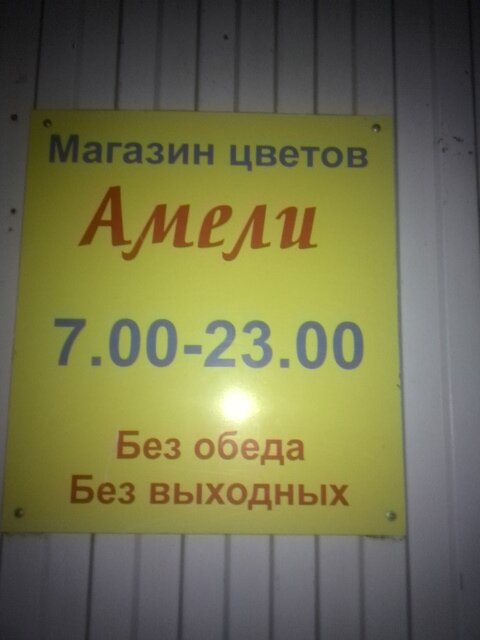 Магазин цветов
Амели
7.00-23.00
Без обеда
Без выходных